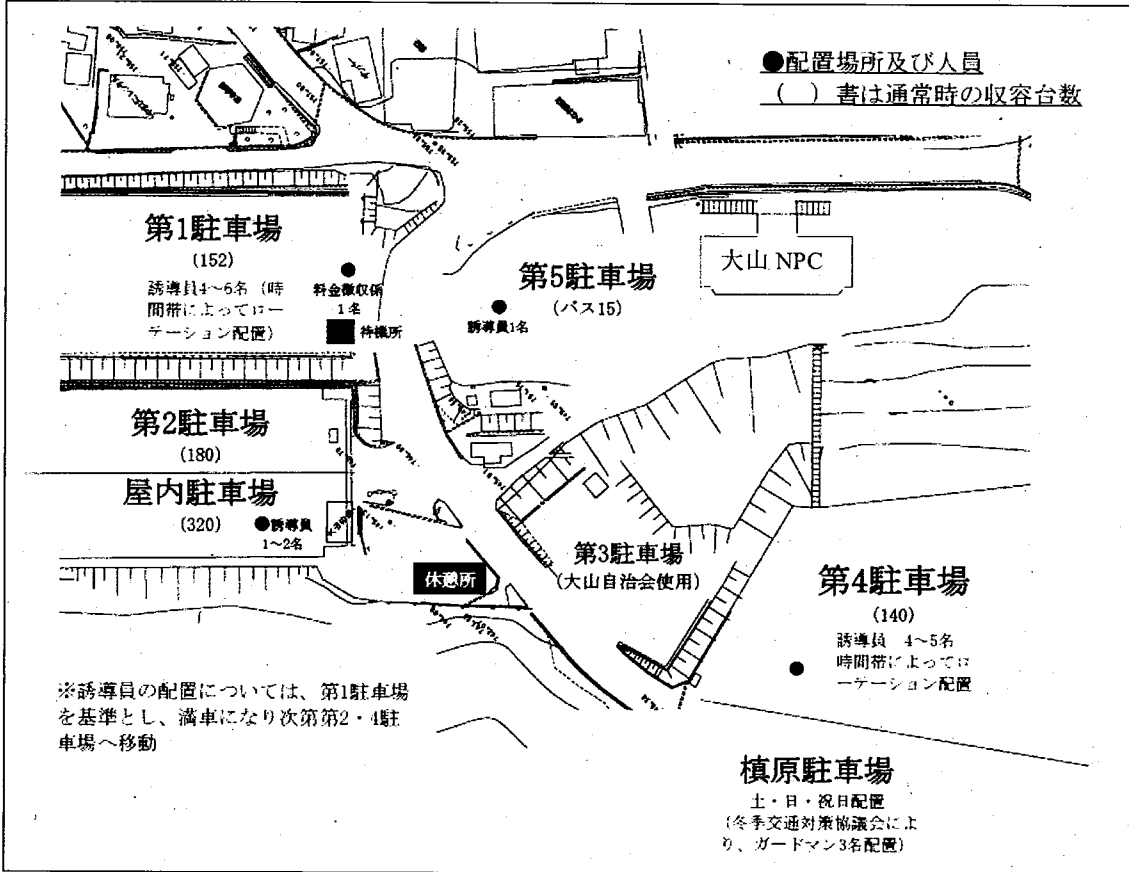 ●配置場所及び人員
( ) 書は通常時の収容台数
第1駐車場
(152)
誘導員4～6名（時
間帯によってロー
テーション配置）
料金徴収係
1名
待機所
第5駐車場
(バス15)
誘導員1名
大山 NPC
第2駐車場
(180)
屋内駐車場
(320)
●誘導員
1～2名
休憩所
第3駐車場
(大山自治会使用)
第4駐車場
(140)
誘導員 4～5名
時間帯によってロ
ーテーション配置
※誘導員の配置については、第1駐車場
を基準とし、満車になり次第第2・4駐
車場へ移動
槙原駐車場
土・日・祝日配置
(冬季交通対策協議会によ
り、ガードマン3名配置)